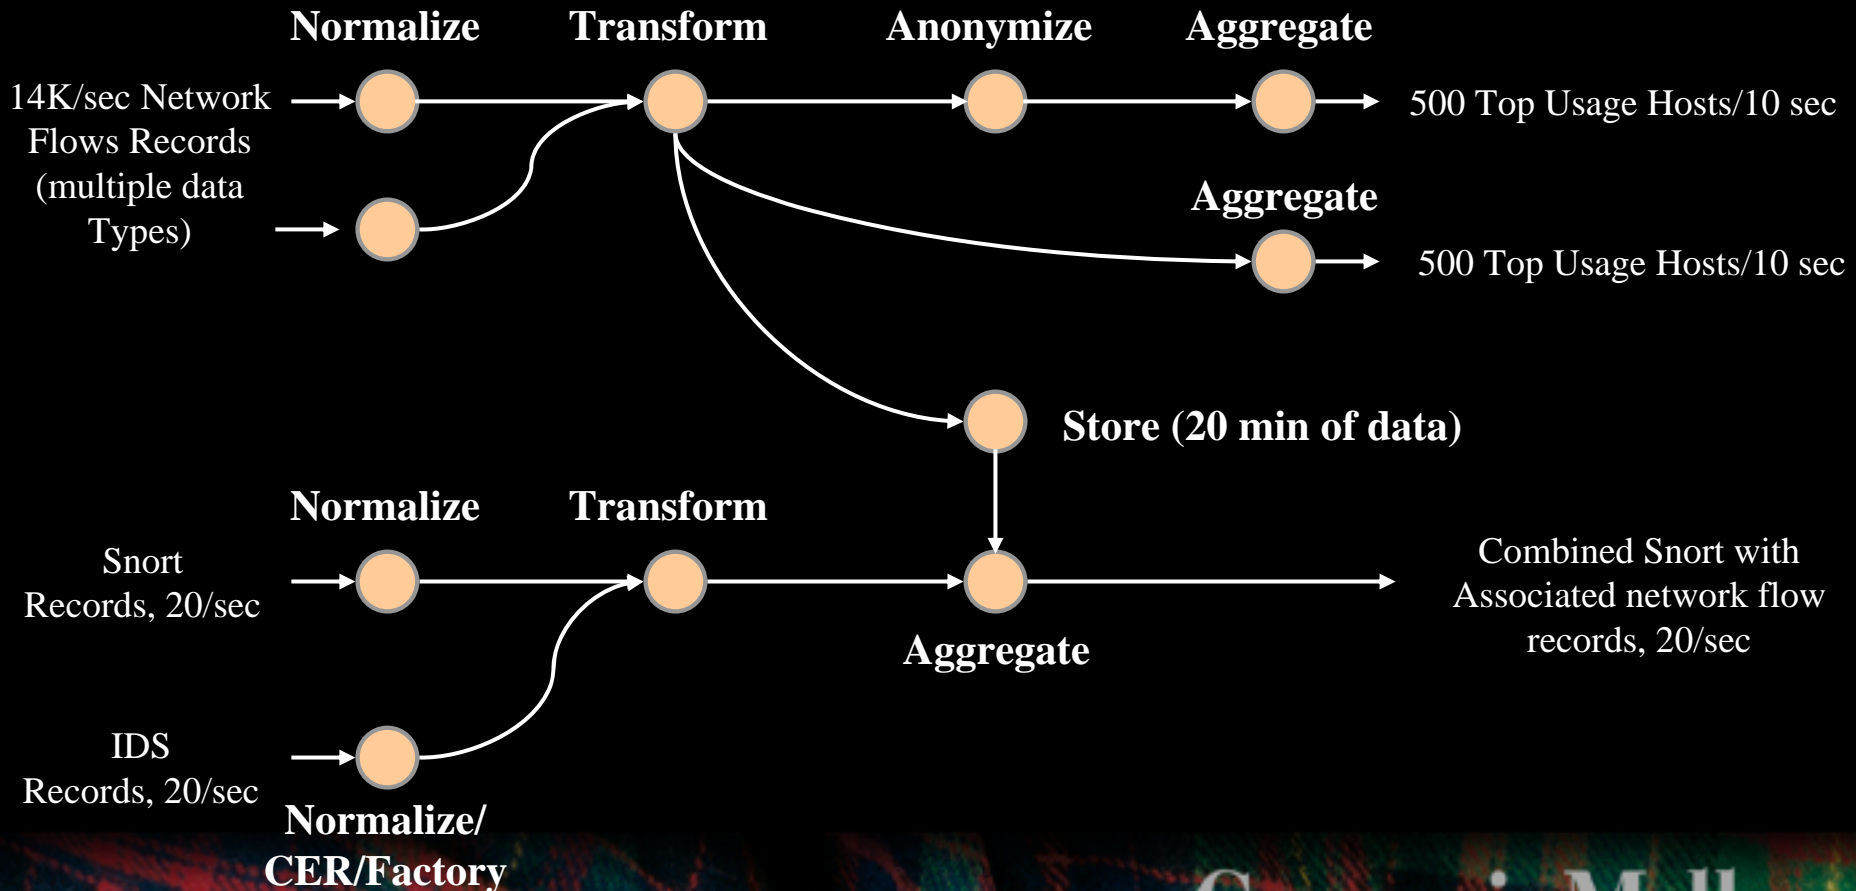 Normalize
Transform
Anonymize
Aggregate
14K/sec Network
Flows Records
(multiple data
Types)
500 Top Usage Hosts/10 sec
Aggregate
500 Top Usage Hosts/10 sec
Store (20 min of data)
Normalize
Transform
Snort
Records, 20/sec
Combined Snort with
Associated network flow
records, 20/sec
Aggregate
IDS
Records, 20/sec
Normalize/
CER/Factory